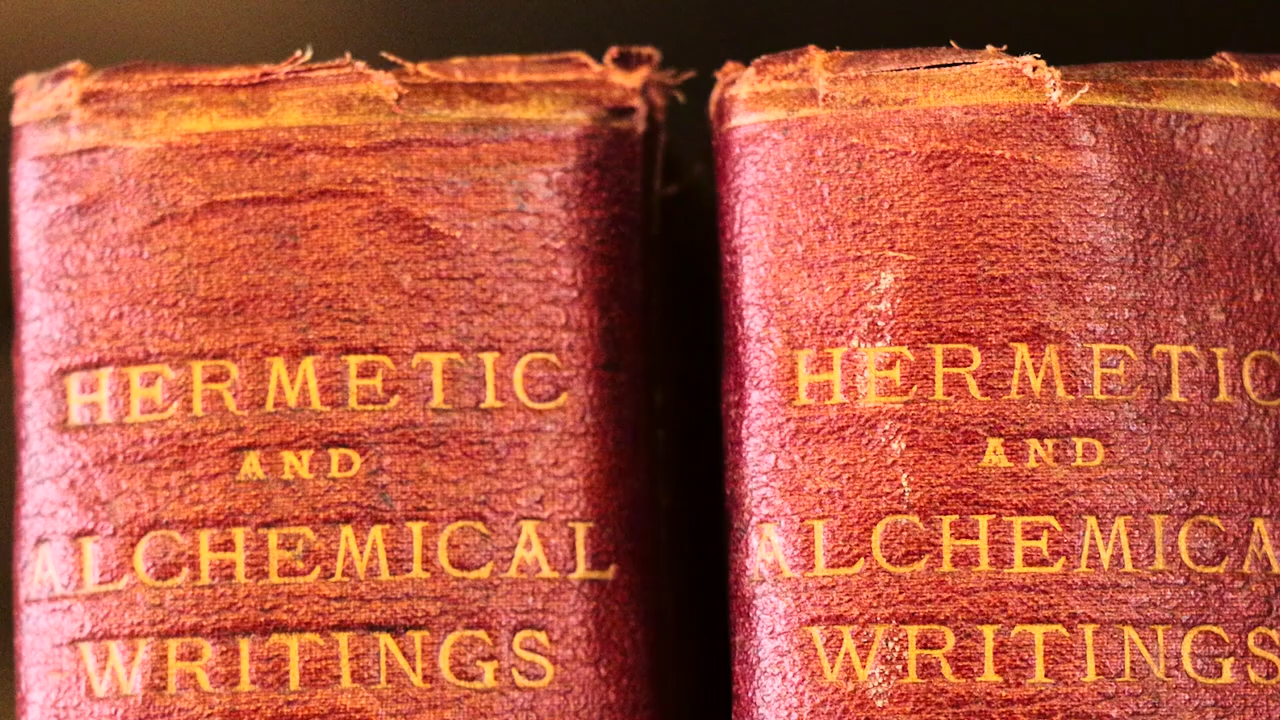 HERMETIC
AND
ALCHEMICAL
WRITINGS
HERMETIC
AND
ALCHEMICA
WRITINGS